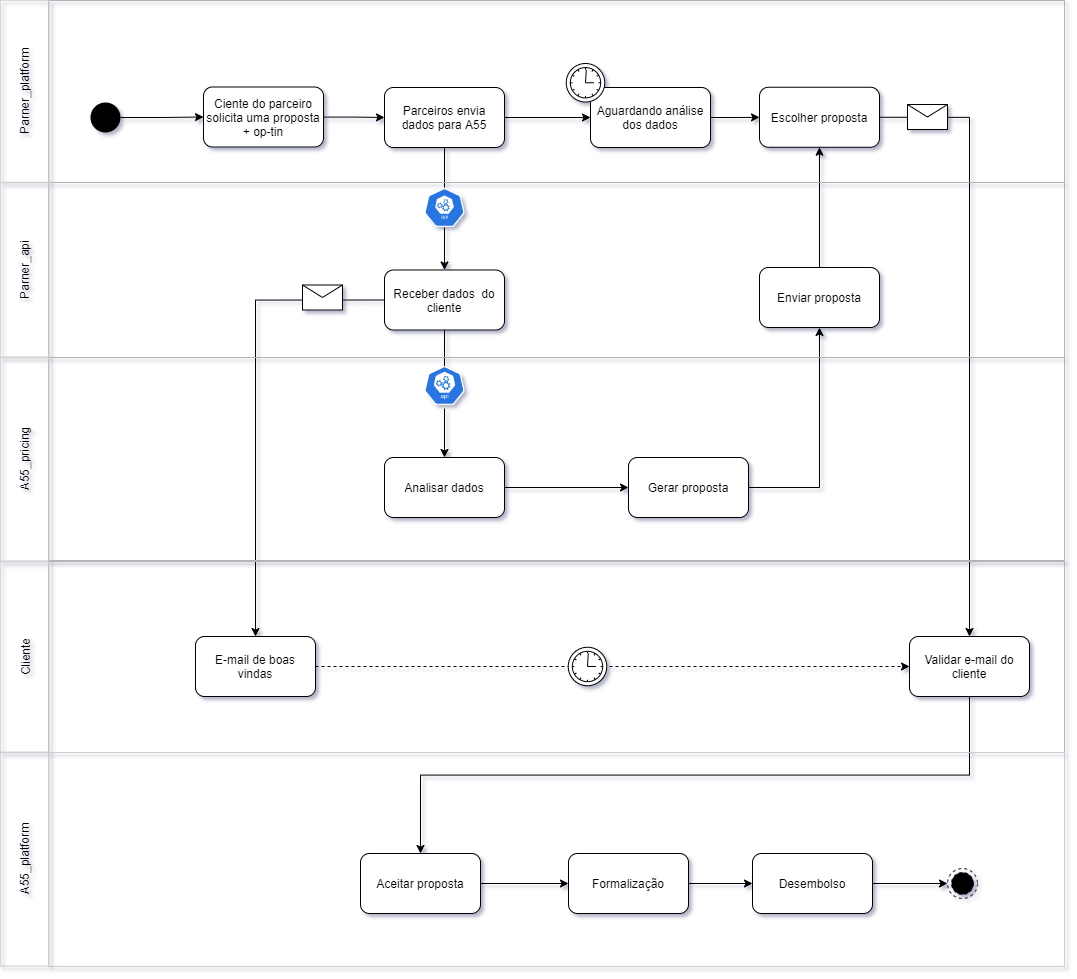 Parner_platform
Ciente do parceiro
solicita uma proposta
+ op-tin
Parceiros envia
dados para A55
Aguardando análise
dos dados
Escolher proposta
Parner_api
Receber dados do
cliente
Enviar proposta
A55_pricing
api
Analisar dados
Gerar proposta
Cliente
E-mail de boas
vindas
Validar e-mail do
cliente
A55_platform
Aceitar proposta
Formalização
Desembolso